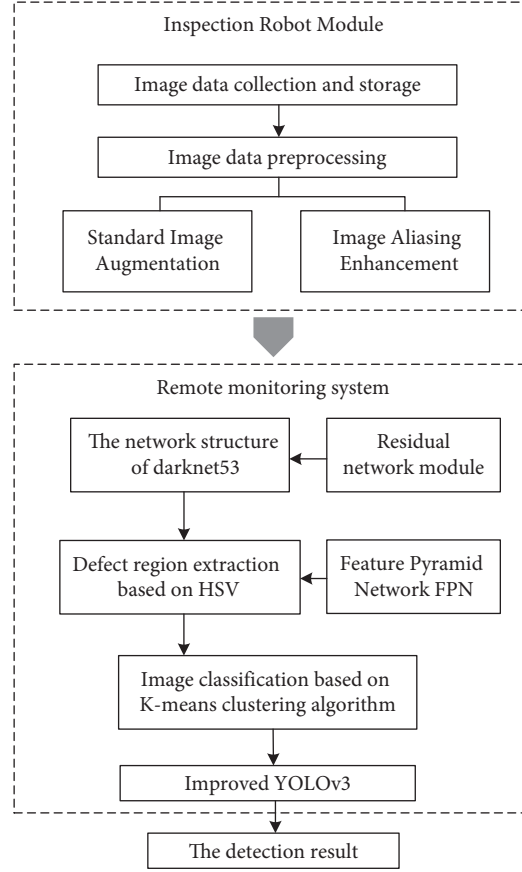 Inspection Robot Module
Image data collection and storage
Image data preprocessing
Standard Image
Augmentation
Image Aliasing
Enhancement
Remote monitoring system
The network structure
of darknet53
Residual
network module
Defect region extraction
based on HSV
Feature Pyramid
Network FPN
Image classification based on
K-means clustering algorithm
Improved YOLOv3
The detection result